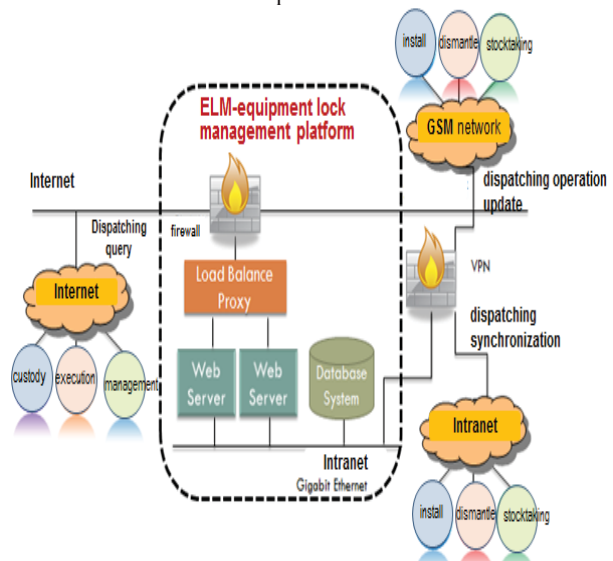 install
dismantle
stocktaking
GSM network
ELM-equipment lock
management platform
Internet
dispatching operation
update
Dispatching
query
firewall
VPN
Internet
Load Balance
Proxy
dispatching
synchronization
custody
execution
management
Web
Server
Web
Server
Database
System
Intranet
Gigabit Ethernet
Intranet
install
dismantle
stocktaking